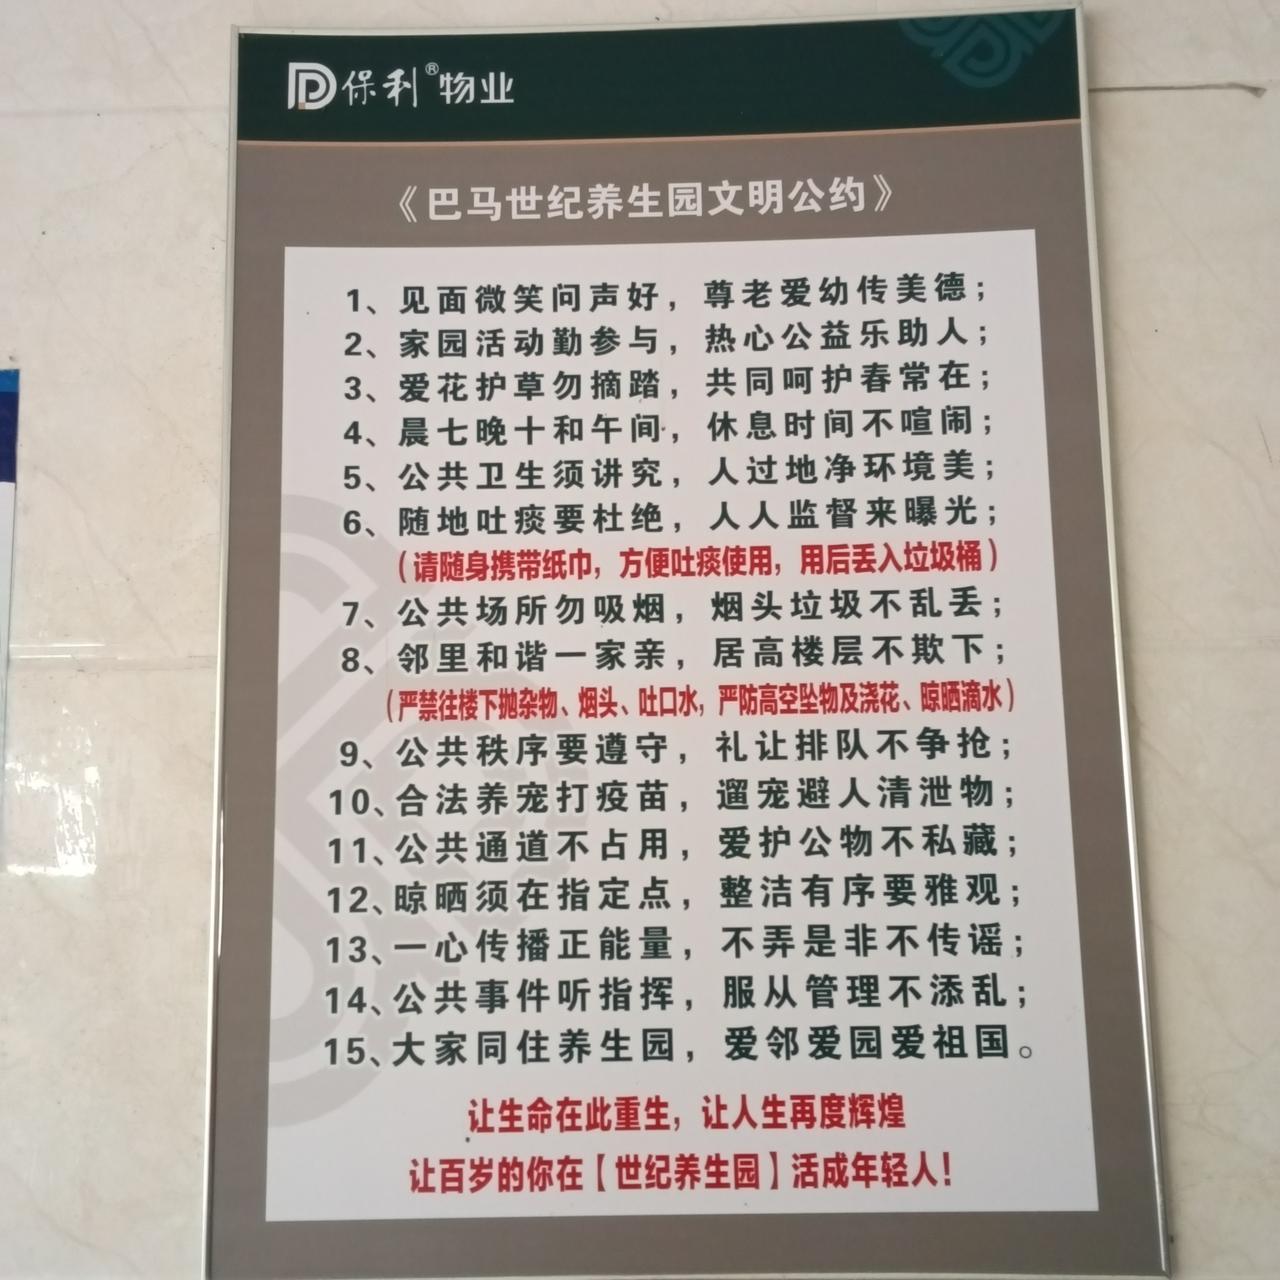 保利®物业
《巴马世纪养生园文明公约》
1、见面微笑问声好，尊老爱幼传美德；
2、家园活动勤参与，热心公益乐助人；
3、爱花护草勿摘踏，共同呵护春常在；
4、晨七晚十和午间，休息时间不喧闹；
5、公共卫生须讲究，人过地净环境美；
6、随地吐痰要杜绝，人人监督来曝光；
（请随身携带纸巾，方便吐痰使用，用后丢入垃圾桶）
7、公共场所勿吸烟，烟头垃圾不乱丢；
8、邻里和谐一家亲，居高楼层不欺下；
（严禁往楼下抛杂物、烟头、吐口水，严防高空坠物及浇花、晾晒滴水）
9、公共秩序要遵守，礼让排队不争抢；
10、合法养宠打疫苗，遛宠避人清泄物；
11、公共通道不占用，爱护公物不私藏；
12、晾晒须在指定点，整洁有序要雅观；
13、一心传播正能量，不弄是非不传谣；
14、公共事件听指挥，服从管理不添乱；
15、大家同住养生园，爱邻爱园爱祖国。
让生命在此重生，让人生再度辉煌
让百岁的你在【世纪养生园】活成年轻人！